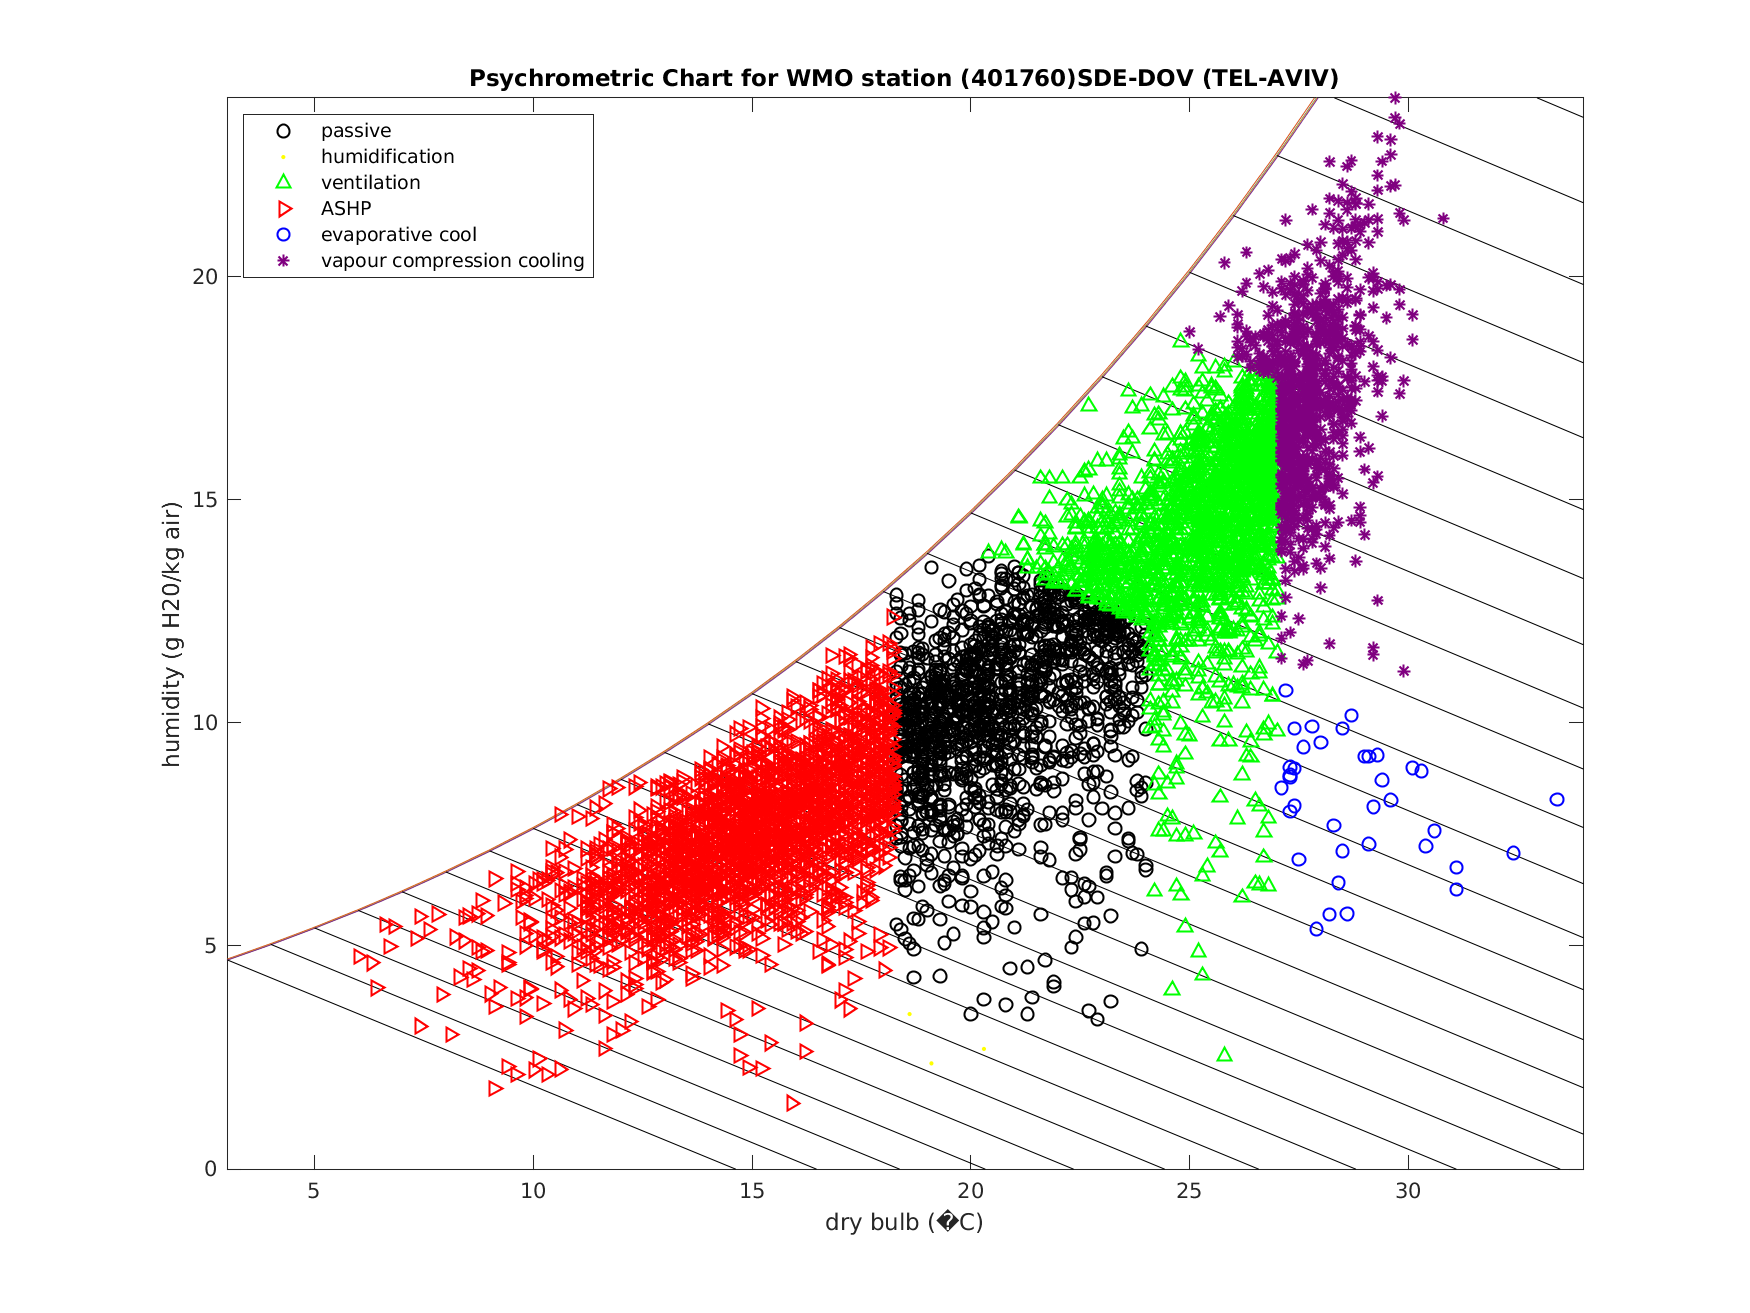 Psychrometric Chart for WMO station (401760)SDE-DOV (TEL-AVIV)
passive
humidification
ventilation
ASHP
evaporative cool
vapour compression cooling
humidity (g H20/kg air)
20
15
10
5
0
5 10 15 20 25 30
dry bulb (�C)